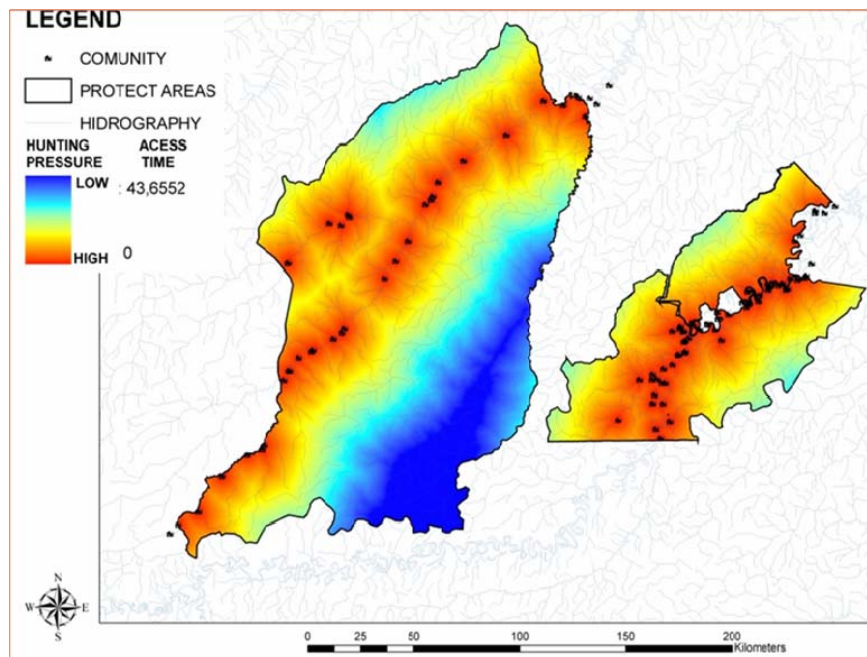 LEGEND
COMUNITY
PROTECT AREAS
HIDROGRAPHY
HUNTING PRESSURE
ACESS TIME
LOW
: 43,6552
HIGH
0
N
W E
S
0 25 50 100 150 200
Kilometers